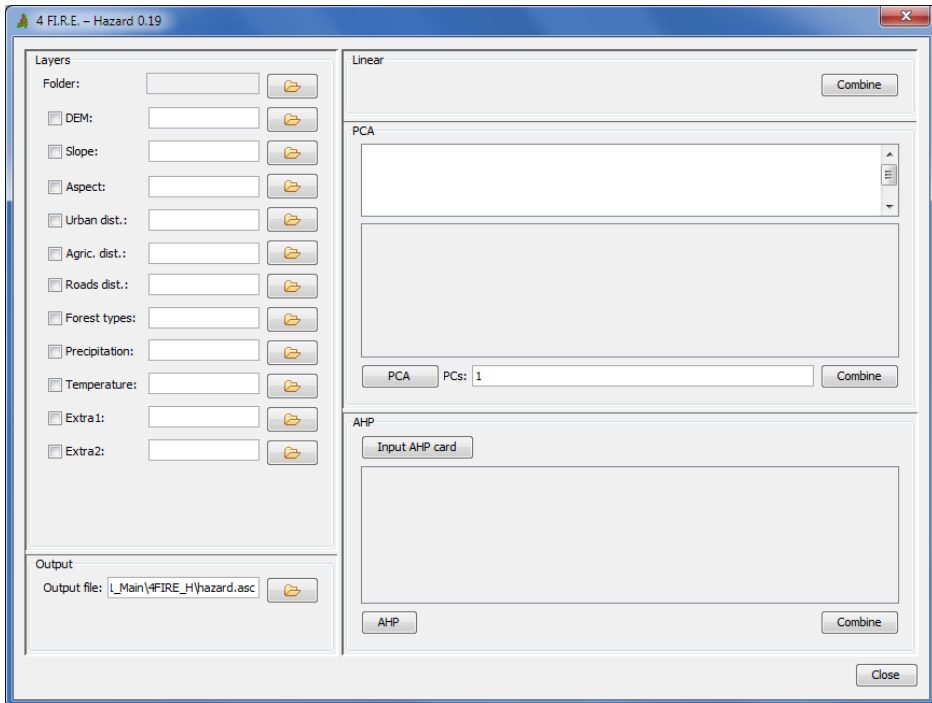 4 FI.R.E. – Hazard 0.19
Layers
Folder:
DEM:
Slope:
Aspect:
Urban dist.:
Agric. dist.:
Roads dist.:
Forest types:
Precipitation:
Temperature:
Extra1:
Extra2:
Output
Output file: l_Main\4FIRE_H\hazard.asc
Linear
Combine
PCA
PCA PCs: 1 Combine
AHP
Input AHP card
AHP Combine
Close